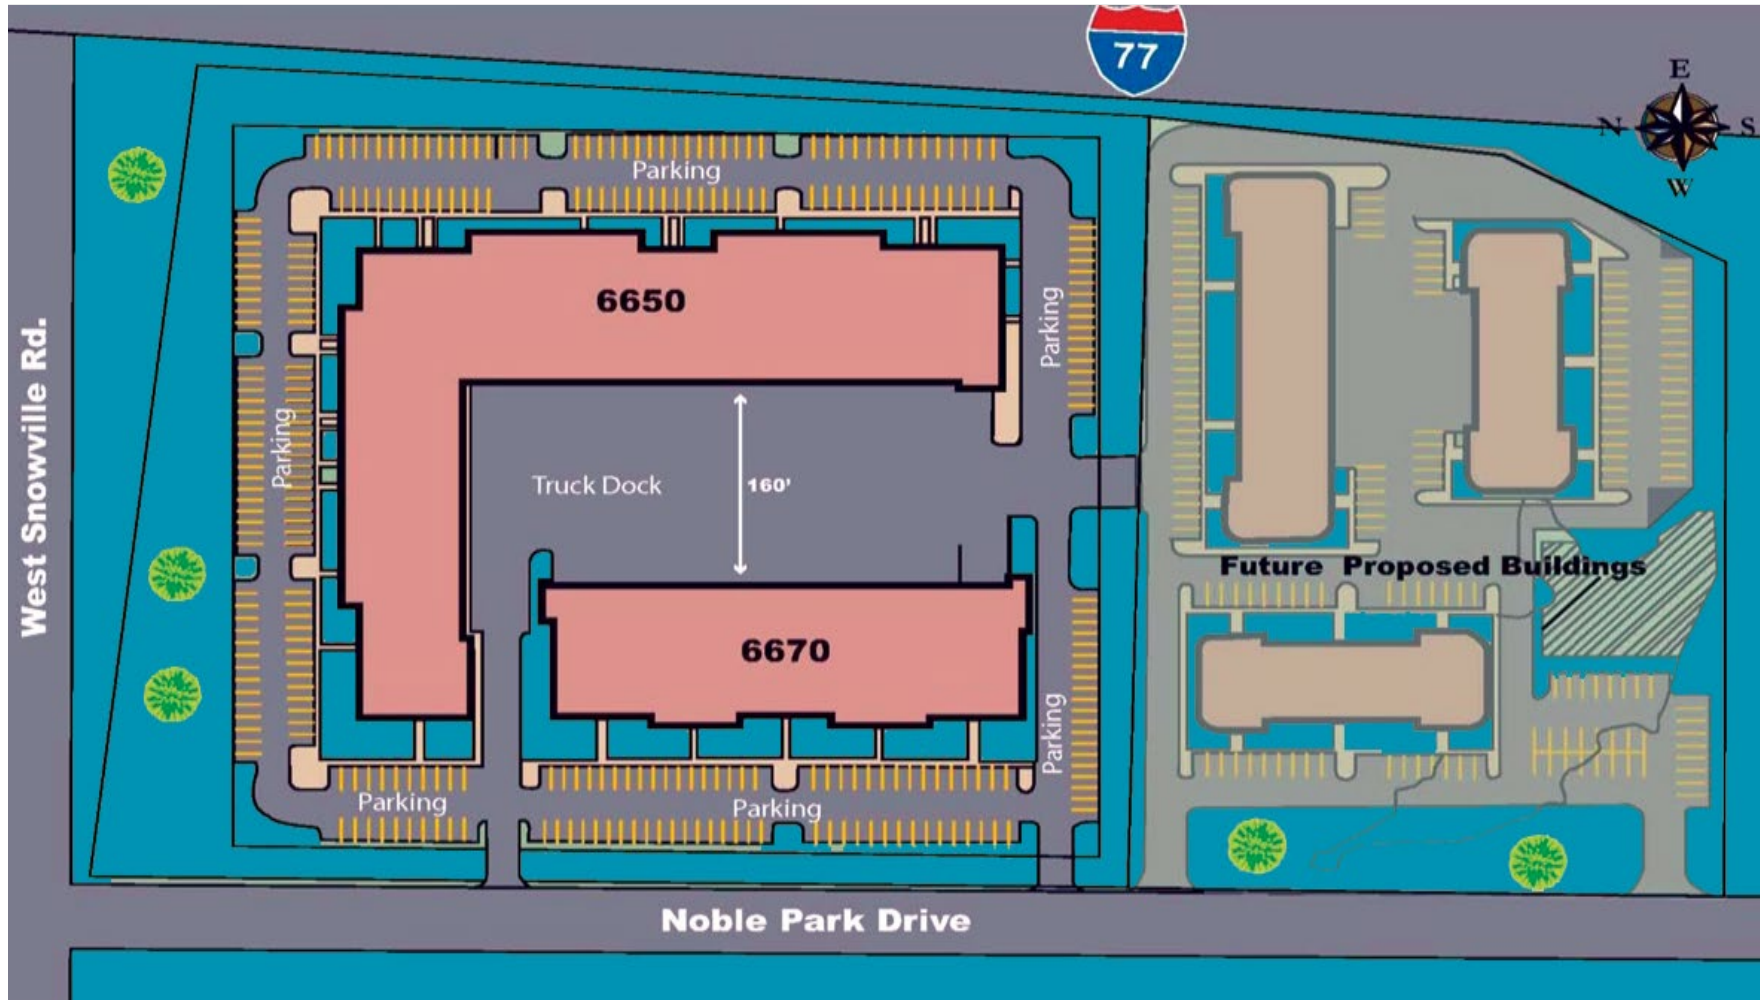 77
E
N
S
W
Parking
6650
Parking
West Snowville Rd.
Parking
Truck Dock
160'
Future Proposed Buildings
6670
Parking
Parking
Parking
Noble Park Drive